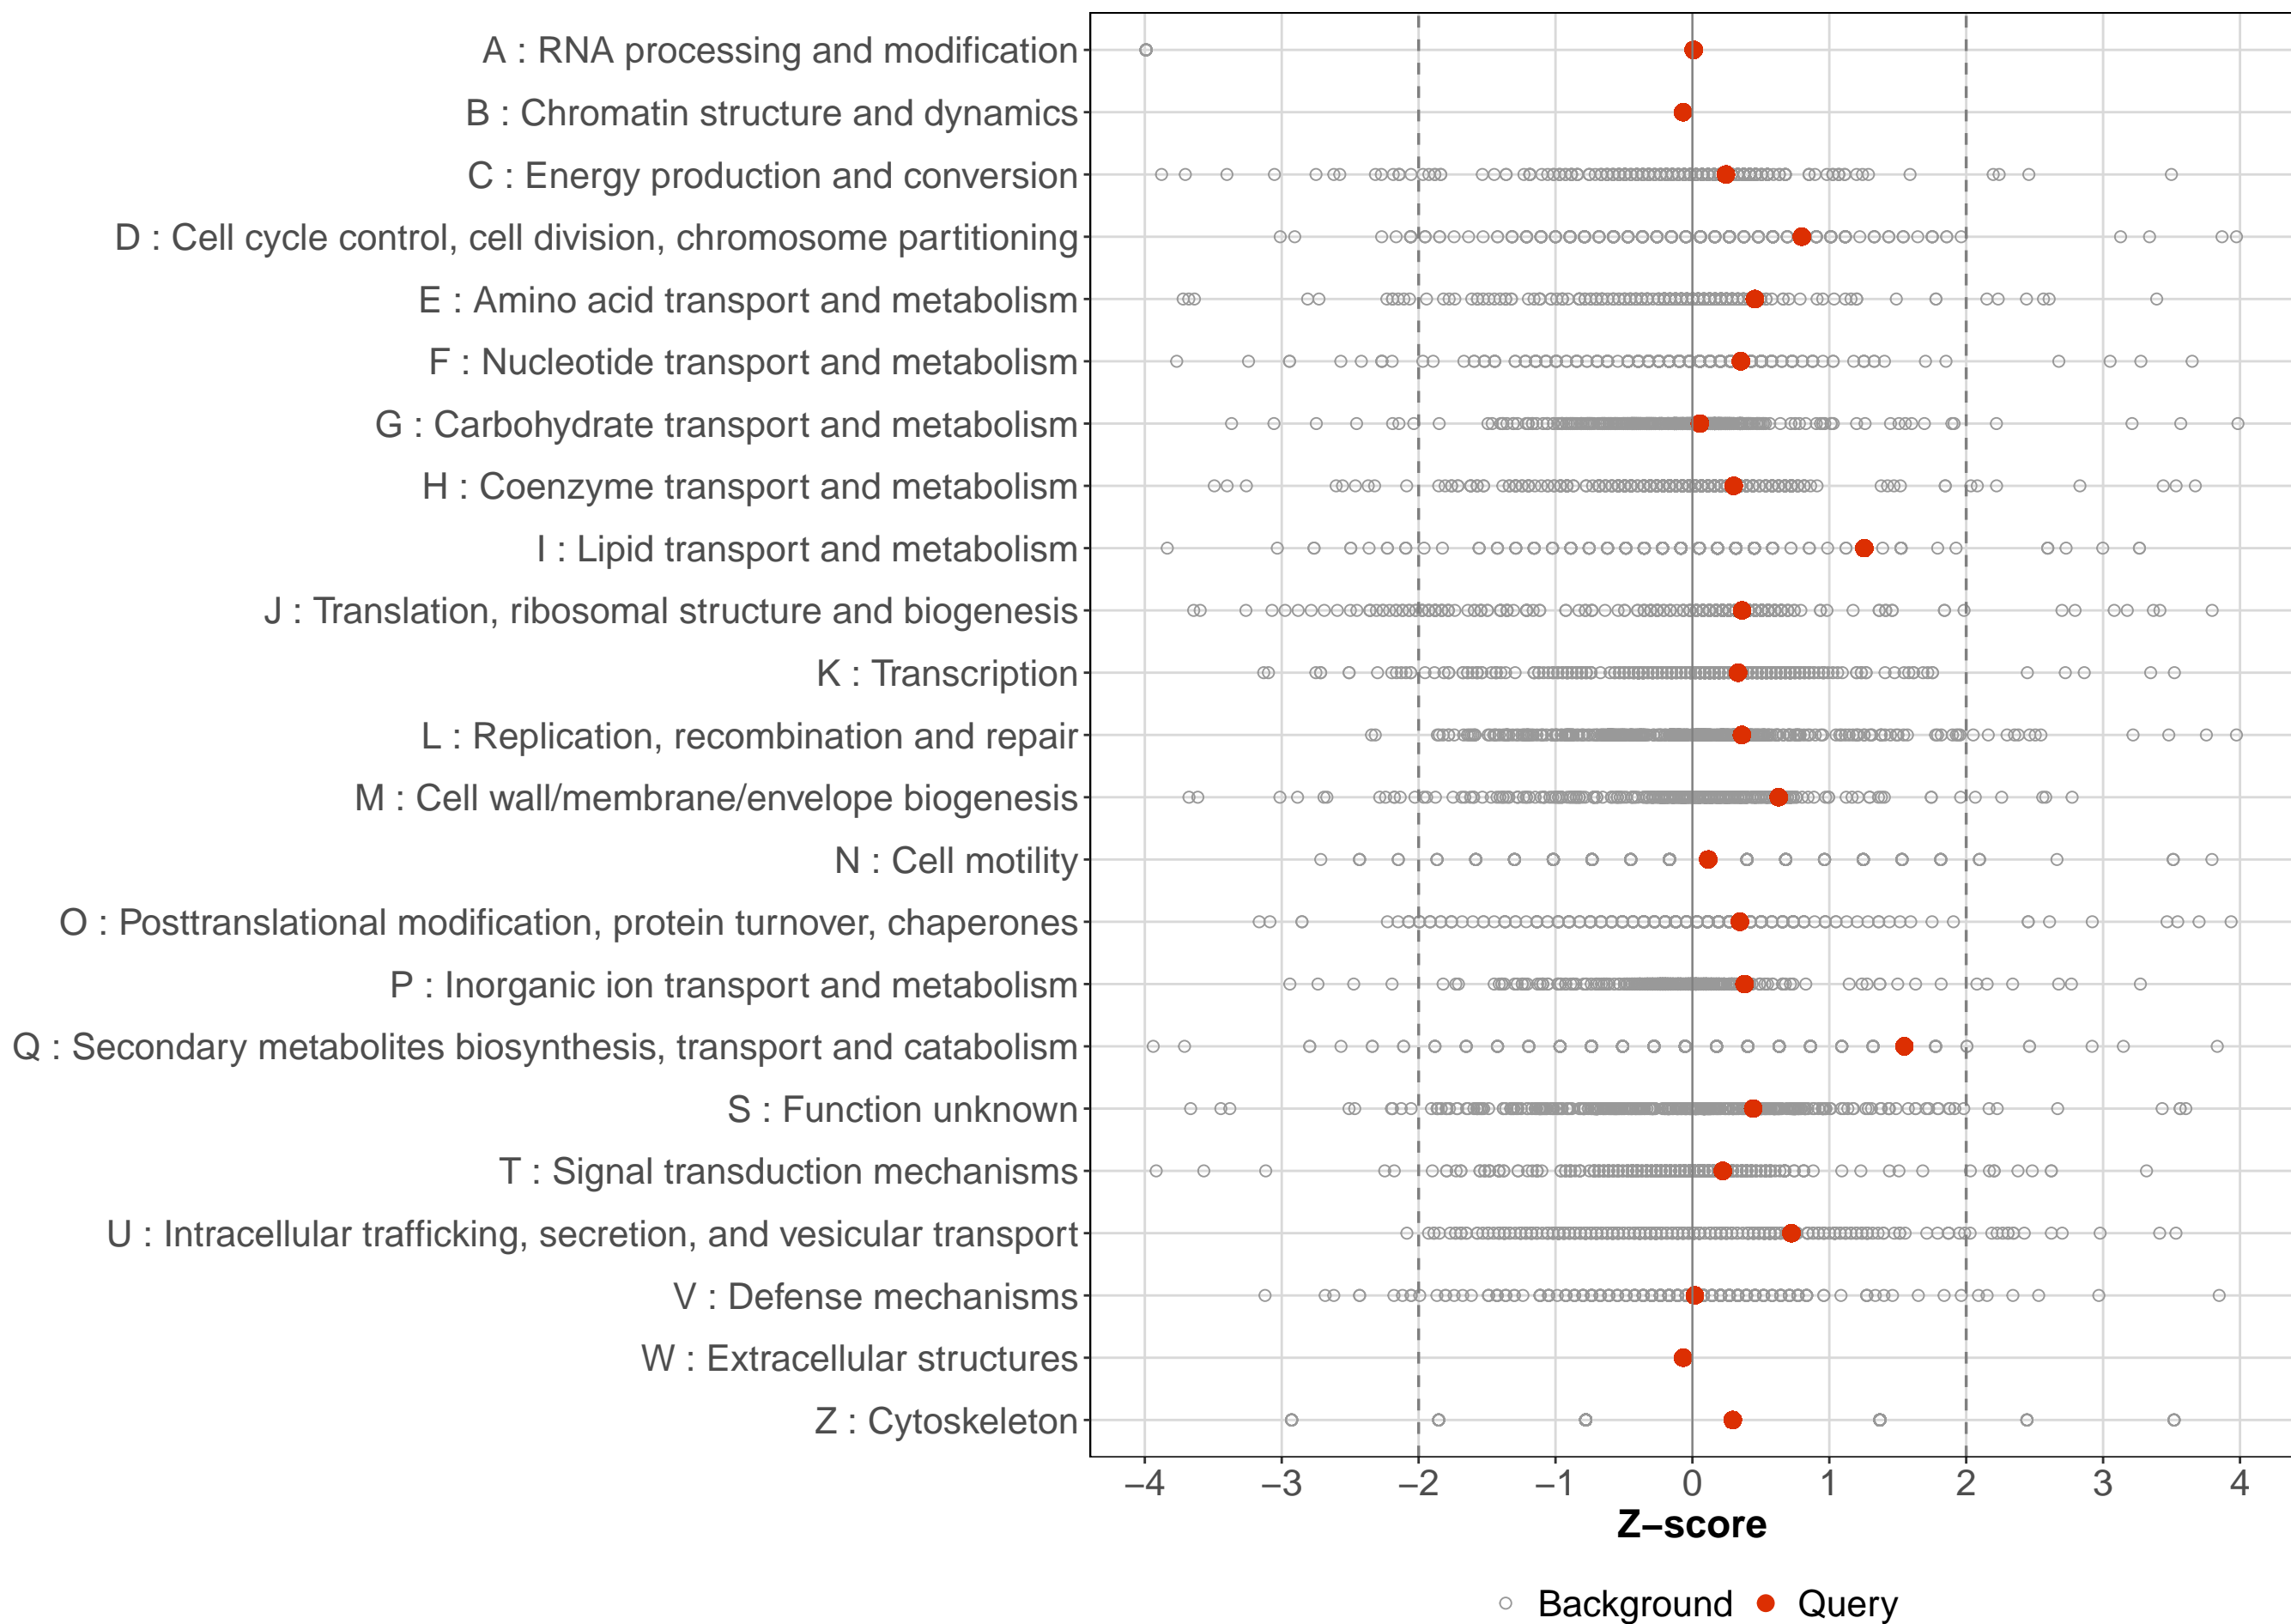 A : RNA processing and modification
B : Chromatin structure and dynamics
C : Energy production and conversion
D : Cell cycle control, cell division, chromosome partitioning
E : Amino acid transport and metabolism
F : Nucleotide transport and metabolism
G : Carbohydrate transport and metabolism
H : Coenzyme transport and metabolism
I : Lipid transport and metabolism
J : Translation, ribosomal structure and biogenesis
K : Transcription
L : Replication, recombination and repair
M : Cell wall/membrane/envelope biogenesis
N : Cell motility
O : Posttranslational modification, protein turnover, chaperones
P : Inorganic ion transport and metabolism
Q : Secondary metabolites biosynthesis, transport and catabolism
S : Function unknown
T : Signal transduction mechanisms
U : Intracellular trafficking, secretion, and vesicular transport
V : Defense mechanisms
W : Extracellular structures
Z : Cytoskeleton
−4 −3 −2 −1 0 1 2 3 4
Z−score
Background Query